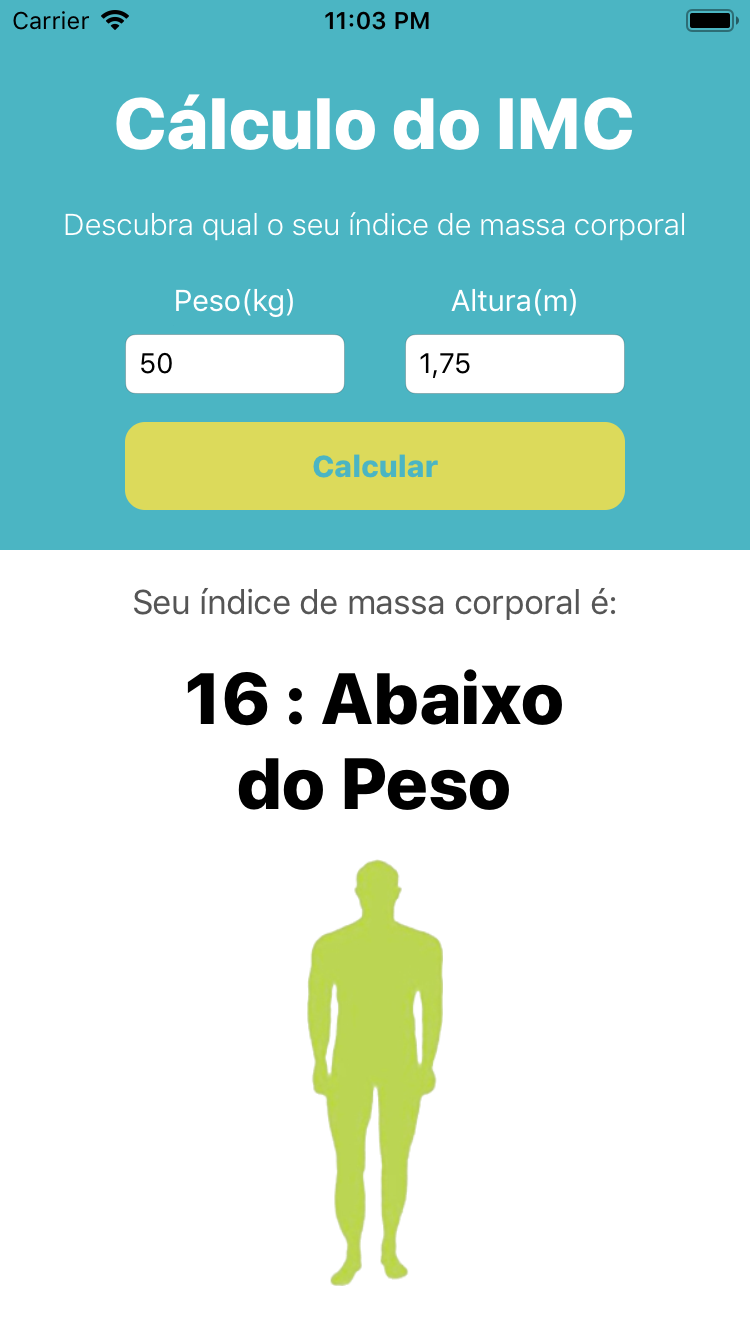 Carrier 11:03 PM
Cálculo do IMC
Descubra qual o seu índice de massa corporal
Peso(kg) Altura(m)
50 1,75
Calcular
Seu índice de massa corporal é:
16 : Abaixo
do Peso